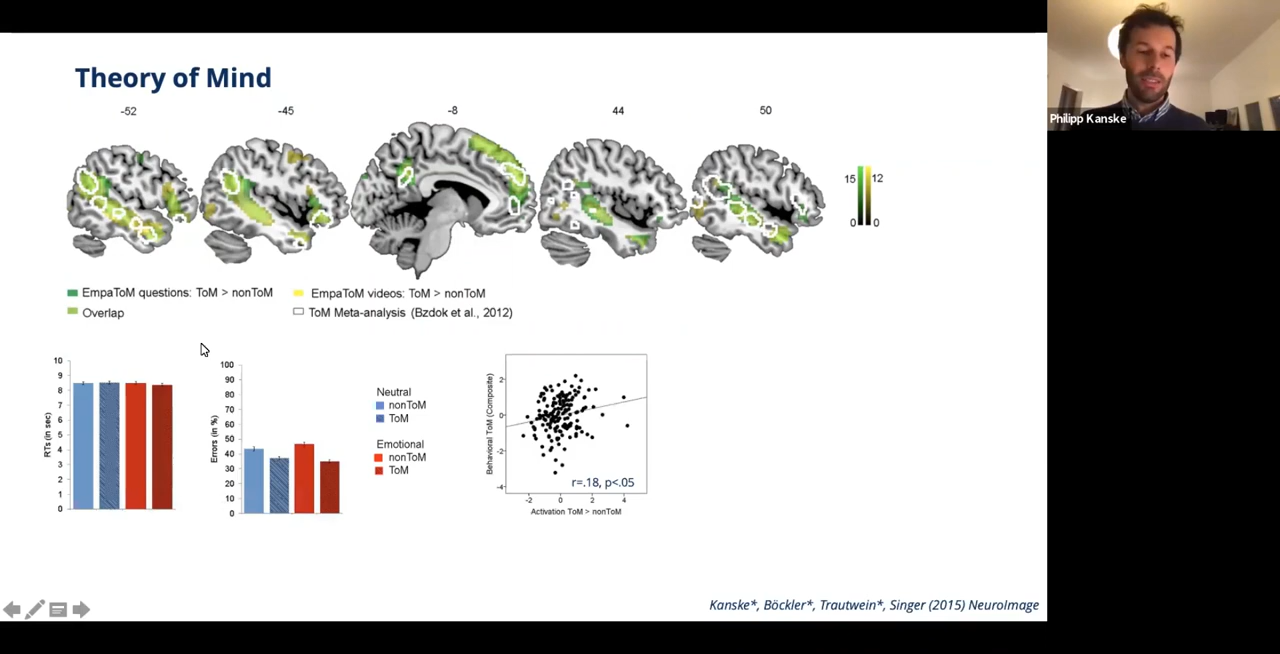 Theory of Mind
-52 -45 -8 44 50
15 12
0 0
EmpaToM questions: ToM > nonToM
EmpaToM videos: ToM > nonToM
Overlap
ToM Meta-analysis (Bzdok et al., 2012)
RTs (in sec)
10
9
8
7
6
5
4
3
2
1
0
Errors (in %)
100
90
80
70
60
50
40
30
20
10
0
Neutral
nonToM
ToM
Emotional
nonToM
ToM
Behavioral ToM (Composite)
2
0
-2
-4
r=.18, p<.05
-2 0 2 4
Activation ToM > nonToM
Kanske*, Böckler*, Trautwein*, Singer (2015) NeuroImage
Philipp Kanske